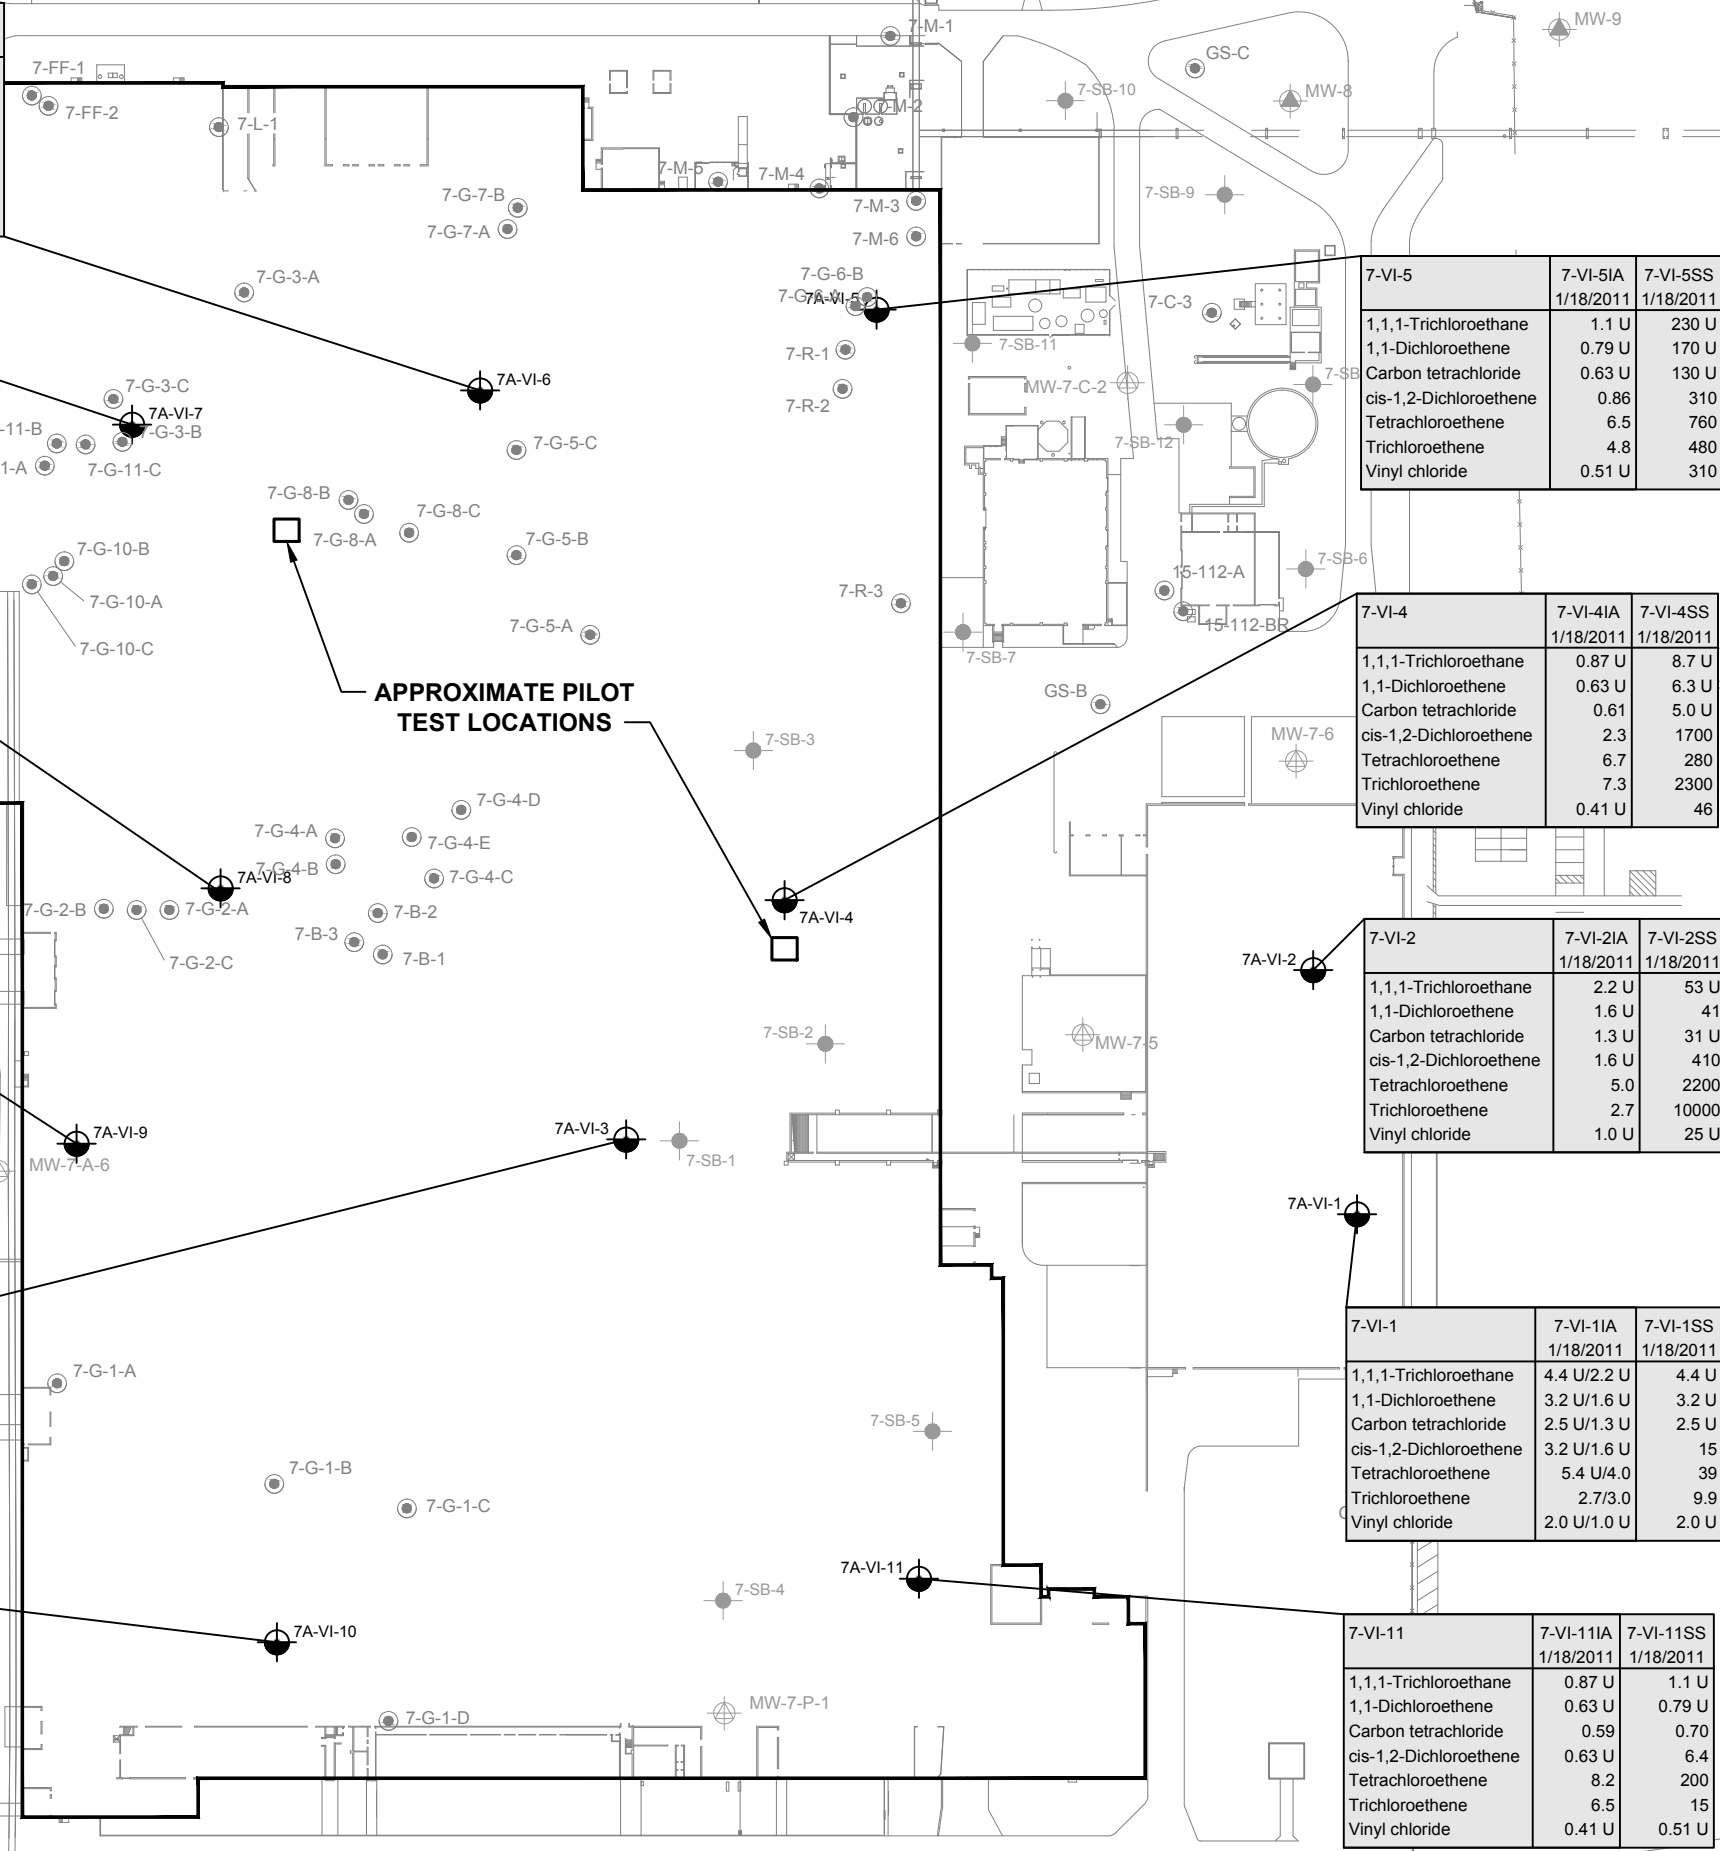 7-M-1
MW-9
7-FF-1
GS-C
7-FF-2
7-L-1
7-M-2
7-SB-10
MW-8
7-M-5
7-M-4
7-G-7-B
7-M-3
7-SB-9
7-G-7-A
7-M-6
7-G-3-A
7-G-6-B
7-G-6-A
7A-VI-5
7-C-3
7-VI-5 7-VI-5IA 7-VI-5SS
1/18/2011 1/18/2011
1,1,1-Trichloroethane 1.1 U 230 U
1,1-Dichloroethene 0.79 U 170 U
Carbon tetrachloride 0.63 U 130 U
cis-1,2-Dichloroethene 0.86 310
Tetrachloroethene 6.5 760
Trichloroethene 4.8 480
Vinyl chloride 0.51 U 310
7-R-1
7-SB-11
7-SB
7A-VI-6
7-G-3-C
7-R-2
MW-7-C-2
7A-VI-7
7-G-3-B
-11-B
7-G-11-C
1-A
7-G-5-C
7-SB-12
7-G-8-B
7-G-8-C
7-G-8-A
7-G-5-B
7-G-10-B
7-SB-6
7-G-10-A
7-R-3
15-112-A
7-G-10-C
7-G-5-A
15-112-BR
7-SB-7
APPROXIMATE PILOT
TEST LOCATIONS
GS-B
7-VI-4 7-VI-4IA 7-VI-4SS
1/18/2011 1/18/2011
1,1,1-Trichloroethane 0.87 U 8.7 U
1,1-Dichloroethene 0.63 U 6.3 U
Carbon tetrachloride 0.61 5.0 U
cis-1,2-Dichloroethene 2.3 1700
Tetrachloroethene 6.7 280
Trichloroethene 7.3 2300
Vinyl chloride 0.41 U 46
7-SB-3
MW-7-6
7-G-4-D
7-G-4-A
7-G-4-E
7-G-4-B
7A-VI-8
7-G-4-C
7-G-2-B
7-G-2-A
7-B-2
7A-VI-4
7-B-3
7-B-1
7-G-2-C
7A-VI-2
7-VI-2 7-VI-2IA 7-VI-2SS
1/18/2011 1/18/2011
1,1,1-Trichloroethane 2.2 U 53 U
1,1-Dichloroethene 1.6 U 41
Carbon tetrachloride 1.3 U 31 U
cis-1,2-Dichloroethene 1.6 U 410
Tetrachloroethene 5.0 2200
Trichloroethene 2.7 10000
Vinyl chloride 1.0 U 25 U
7-SB-2
MW-7-5
7A-VI-9
7A-VI-3
7-SB-1
MW-7-A-6
7A-VI-1
7-VI-1 7-VI-1IA 7-VI-1SS
1/18/2011 1/18/2011
1,1,1-Trichloroethane 4.4 U/2.2 U 4.4 U
1,1-Dichloroethene 3.2 U/1.6 U 3.2 U
Carbon tetrachloride 2.5 U/1.3 U 2.5 U
cis-1,2-Dichloroethene 3.2 U/1.6 U 15
Tetrachloroethene 5.4 U/4.0 39
Trichloroethene 2.7/3.0 9.9
Vinyl chloride 2.0 U/1.0 U 2.0 U
7-G-1-A
7-SB-5
7-G-1-B
7-G-1-C
7A-VI-11
7-SB-4
7A-VI-10
7-VI-11 7-VI-11IA 7-VI-11SS
1/18/2011 1/18/2011
1,1,1-Trichloroethane 0.87 U 1.1 U
1,1-Dichloroethene 0.63 U 0.79 U
Carbon tetrachloride 0.59 0.70
cis-1,2-Dichloroethene 0.63 U 6.4
Tetrachloroethene 8.2 200
Trichloroethene 6.5 15
Vinyl chloride 0.41 U 0.51 U
MW-7-P-1
7-G-1-D